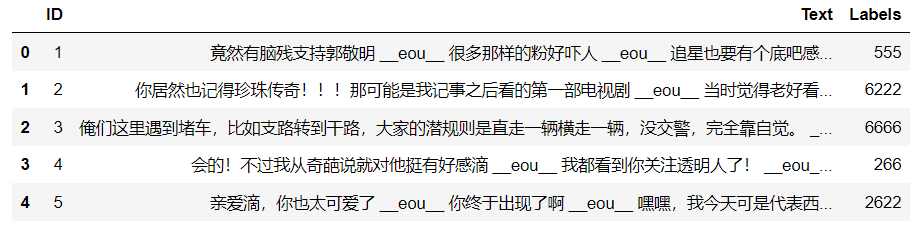 ID Text Labels
0 1 竟然有脑残支持郭敬明 __eou__ 很多那样的粉好吓人 __eou__ 追星也要有个底吧感... 555
1 2 你居然也记得珍珠传奇！！！那可能是我记事之后看的第一部电视剧 __eou__ 当时觉得老好看... 6222
2 3 俺们这里遇到堵车，比如支路转到干路，大家的潜规则是直走一辆横走一辆，没交警，完全靠自觉。 _... 6666
3 4 会的！不过我从奇葩说就对他挺有好感滴 __eou__ 我都看到你关注透明人了！ __eou_... 266
4 5 亲爱滴，你也太可爱了 __eou__ 你终于出现了啊 __eou__ 嘿嘿，我今天可是代表西... 2622